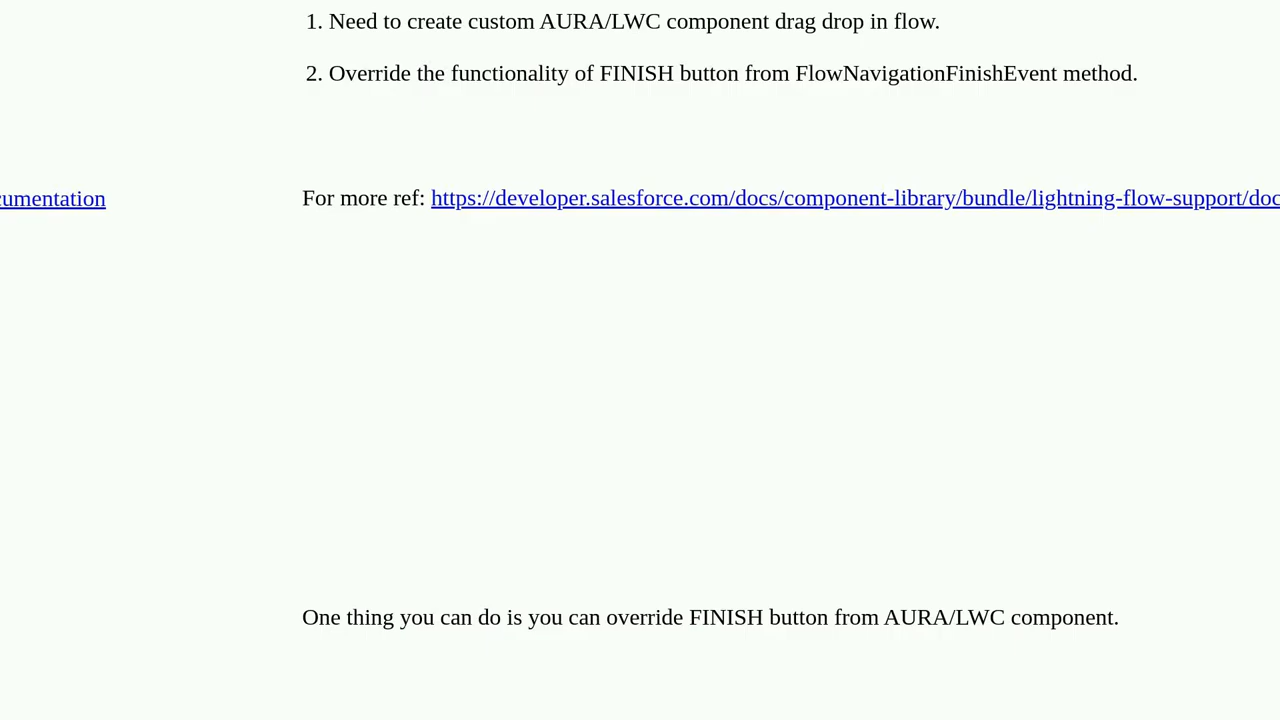 1. Need to create custom AURA/LWC component drag drop in flow.
2. Override the functionality of FINISH button from FlowNavigationFinishEvent method.
For more ref: https://developer.salesforce.com/docs/component-library/bundle/lightning-flow-support/doc
umentation
One thing you can do is you can override FINISH button from AURA/LWC component.